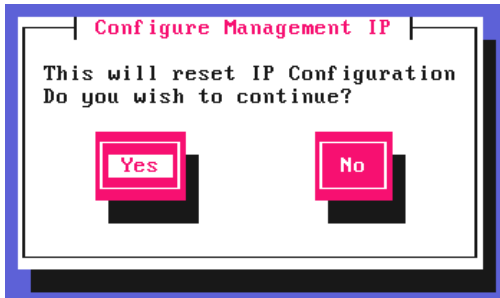 Configure Management IP
This will reset IP Configuration
Do you wish to continue?
Yes
No